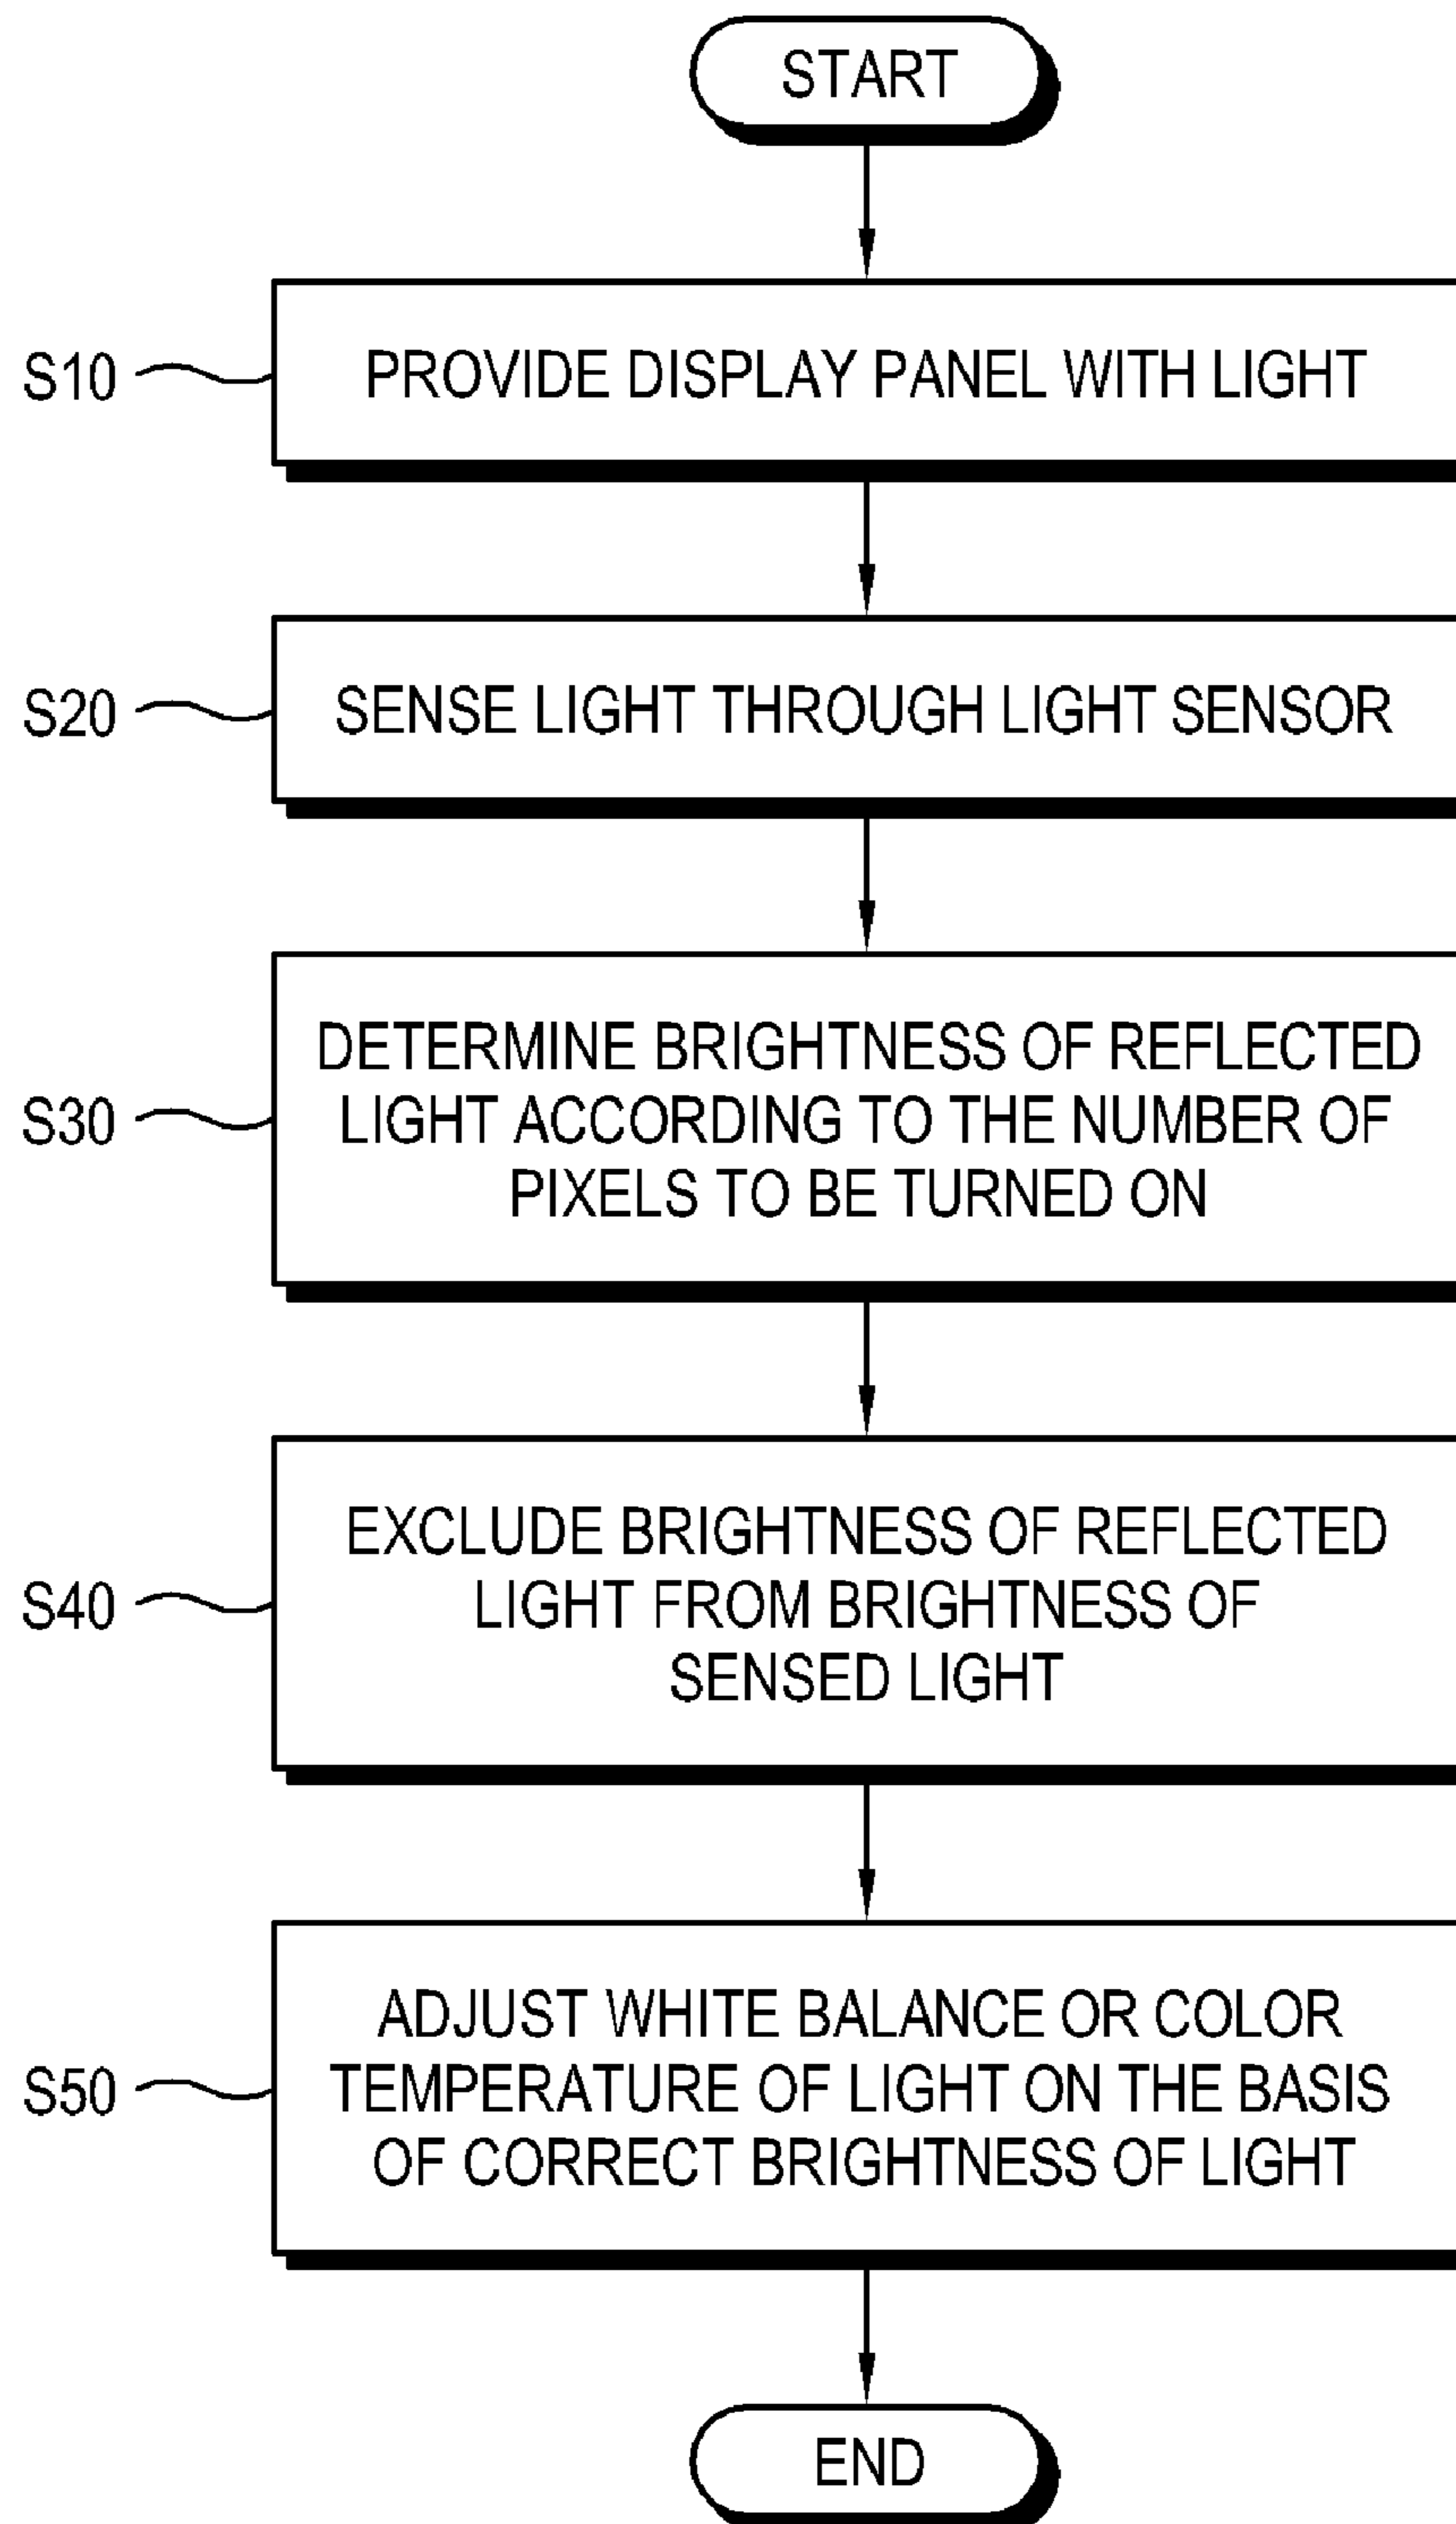 START
S10
PROVIDE DISPLAY PANEL WITH LIGHT
S20
SENSE LIGHT THROUGH LIGHT SENSOR
S30
DETERMINE BRIGHTNESS OF REFLECTED
LIGHT ACCORDING TO THE NUMBER OF
PIXELS TO BE TURNED ON
S40
EXCLUDE BRIGHTNESS OF REFLECTED
LIGHT FROM BRIGHTNESS OF
SENSED LIGHT
S50
ADJUST WHITE BALANCE OR COLOR
TEMPERATURE OF LIGHT ON THE BASIS
OF CORRECT BRIGHTNESS OF LIGHT
END